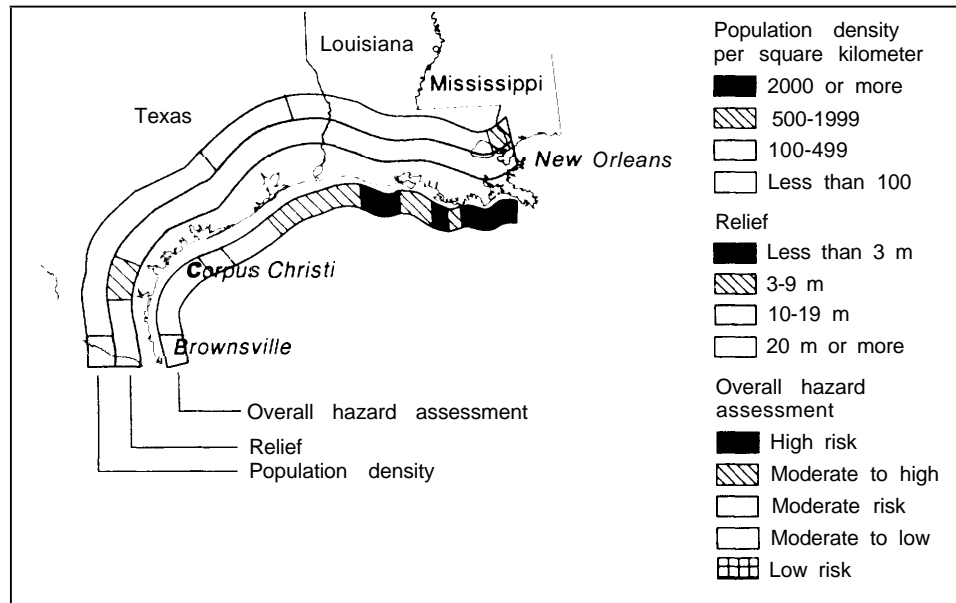 Louisiana
Mississippi
Texas
New Orleans
Corpus Christi
Brownsville
Overall hazard assessment
Relief
Population density
Population density
per square kilometer
2000 or more
500-1999
100-499
Less than 100
Relief
Less than 3 m
3-9 m
10-19 m
20 m or more
Overall hazard
assessment
High risk
Moderate to high
Moderate risk
Moderate to low
Low risk